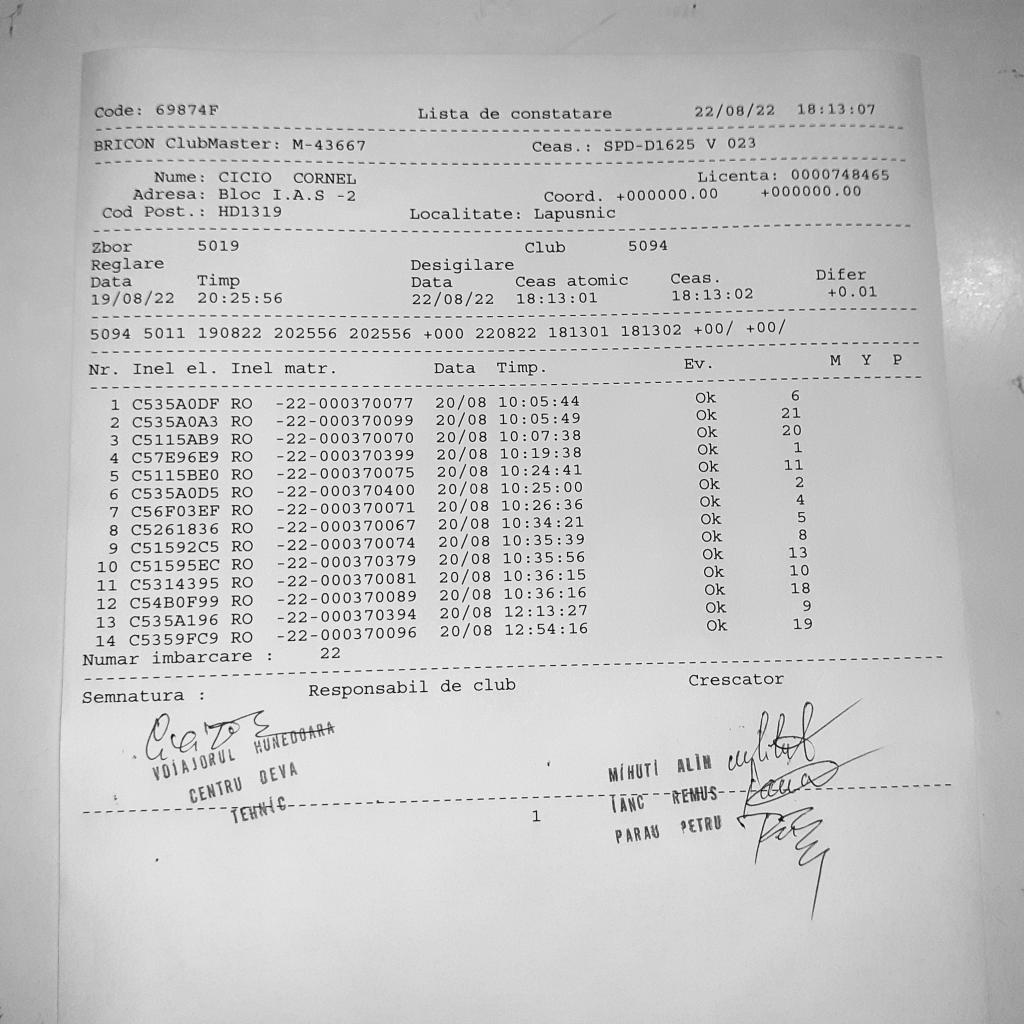 Code: 69874F Lista de constatare 22/08/22 18:13:07
BRICON ClubMaster: M-43667 Ceas.: SPD-D1625 V 023
Nume: CICIO CORNEL Licenta: 0000748465
Adresa: Bloc I.A.S -2 Coord. +000000.00 +000000.00
Cod Post.: HD1319 Localitate: Lapusnic
Zbor 5019 Club 5094
Reglare Desigilare
Data Timp Data Ceas atomic Ceas. Difer
19/08/22 20:25:56 22/08/22 18:13:01 18:13:02 +0.01
5094 5011 190822 202556 202556 +000 220822 181301 181302 +00/ +00/
Nr. Inel el. Inel matr. Data Timp. Ev. M Y P
1 C535A0DF RO -22-000370077 20/08 10:05:44 Ok 6
2 C535A0A3 RO -22-000370099 20/08 10:05:49 Ok 21
3 C5115AB9 RO -22-000370070 20/08 10:07:38 Ok 20
4 C57E96E9 RO -22-000370399 20/08 10:19:38 Ok 1
5 C5115BE0 RO -22-000370075 20/08 10:24:41 Ok 11
6 C535A0D5 RO -22-000370400 20/08 10:25:00 Ok 2
7 C56F03EF RO -22-000370071 20/08 10:26:36 Ok 4
8 C5261836 RO -22-000370067 20/08 10:34:21 Ok 5
9 C51592C5 RO -22-000370074 20/08 10:35:39 Ok 8
10 C51595EC RO -22-000370379 20/08 10:35:56 Ok 13
11 C5314395 RO -22-000370081 20/08 10:36:15 Ok 10
12 C54B0F99 RO -22-000370089 20/08 10:36:16 Ok 18
13 C535A196 RO -22-000370394 20/08 12:13:27 Ok 9
14 C5359FC9 RO -22-000370096 20/08 12:54:16 Ok 19
Numar imbarcare : 22
Semnatura : Responsabil de club Crescator
VOIAJORUL HUNEDOARA
CENTRU DEVA
TEHNIC
MIHUTI ALIN
IANC REMUS
PARAU PETRU
1